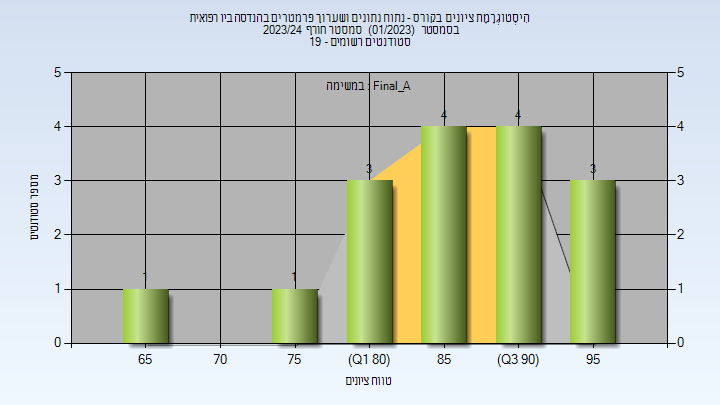 היסטוגרמת ציונים בקורס - נתוח נתונים ושערוך פרמטרים בהנדסה ביו רפואית
בסמסטר (01/2023) סמסטר חורף 2023/24
סטודנטים רשומים - 19
במשימה : Final_A
5 5
4 4 4 4
3 3 3 3
2 2
1 1 1 1
0 0
65 70 75 (Q1 80) 85 (Q3 90) 95
מספר סטודנטים
טווח ציונים